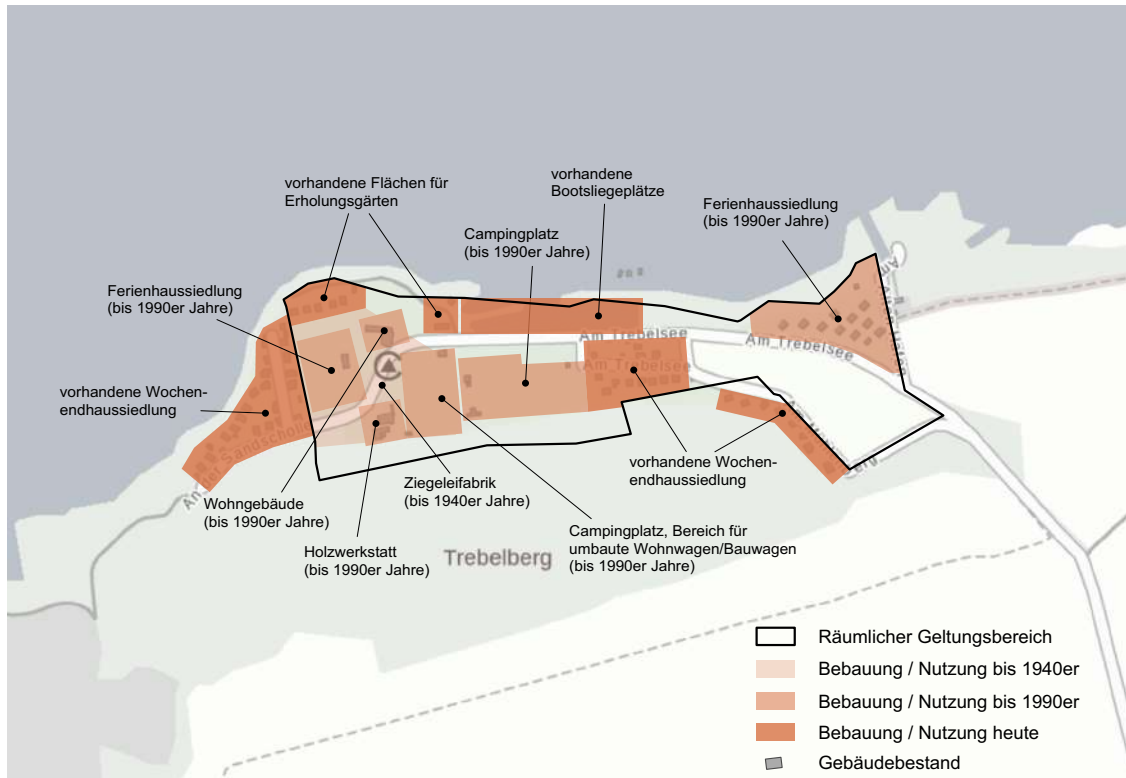 vorhandene Flächen für
Erholungsgärten
vorhandene
Bootsliegeplätze
Ferienhaussiedlung
(bis 1990er Jahre)
Campingplatz
(bis 1990er Jahre)
Ferienhaussiedlung
(bis 1990er Jahre)
Am Trebelsee
Am Trebelsee
Am Trebelsee
vorhandene Wochen-
endhaussiedlung
An der Sandscholle
Wohngebäude
(bis 1990er Jahre)
Ziegeleifabrik
(bis 1940er Jahre)
vorhandene Wochen-
endhaussiedlung
Holzwerkstatt
(bis 1990er Jahre)
Campingplatz, Bereich für
umbaute Wohnwagen/Bauwagen
(bis 1990er Jahre)
Trebelberg
Räumlicher Geltungsbereich
Bebauung / Nutzung bis 1940er
Bebauung / Nutzung bis 1990er
Bebauung / Nutzung heute
Gebäudebestand